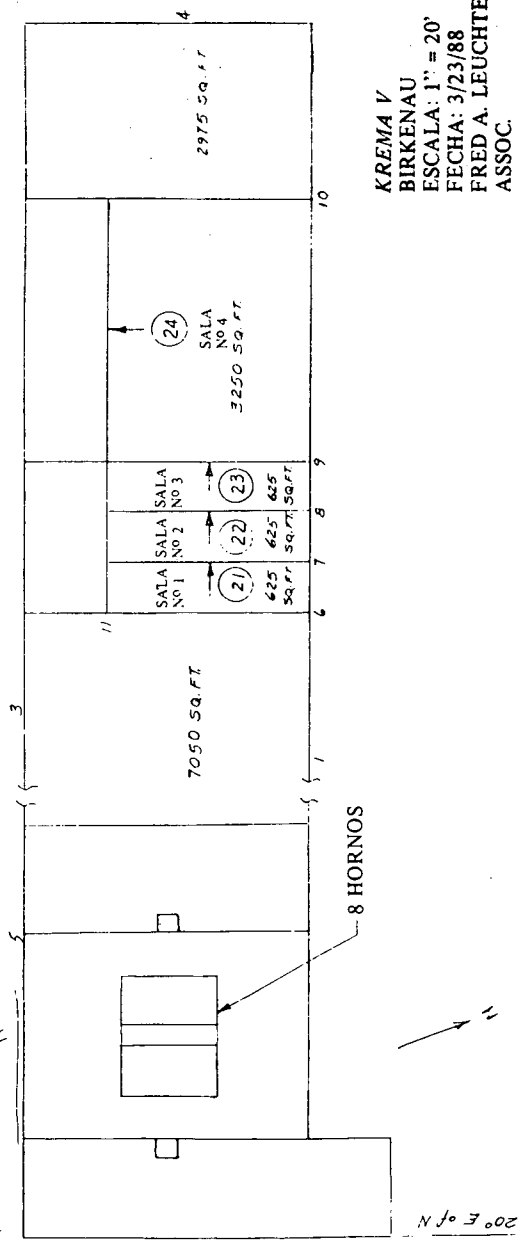 3
5
4
11
7050 SQ. FT.
SALA
Nº 1
21
625
SQ.FT
SALA
Nº 2
22
625
SQ.FT.
SALA
Nº 3
23
625
SQ.FT.
24
SALA
Nº 4
3250 SQ. FT.
2975 SQ. FT
1
6
7
8
9
10
8 HORNOS
20° E of N
KREMA V
BIRKENAU
ESCALA: 1" = 20'
FECHA: 3/23/88
FRED A. LEUCHTE
ASSOC.